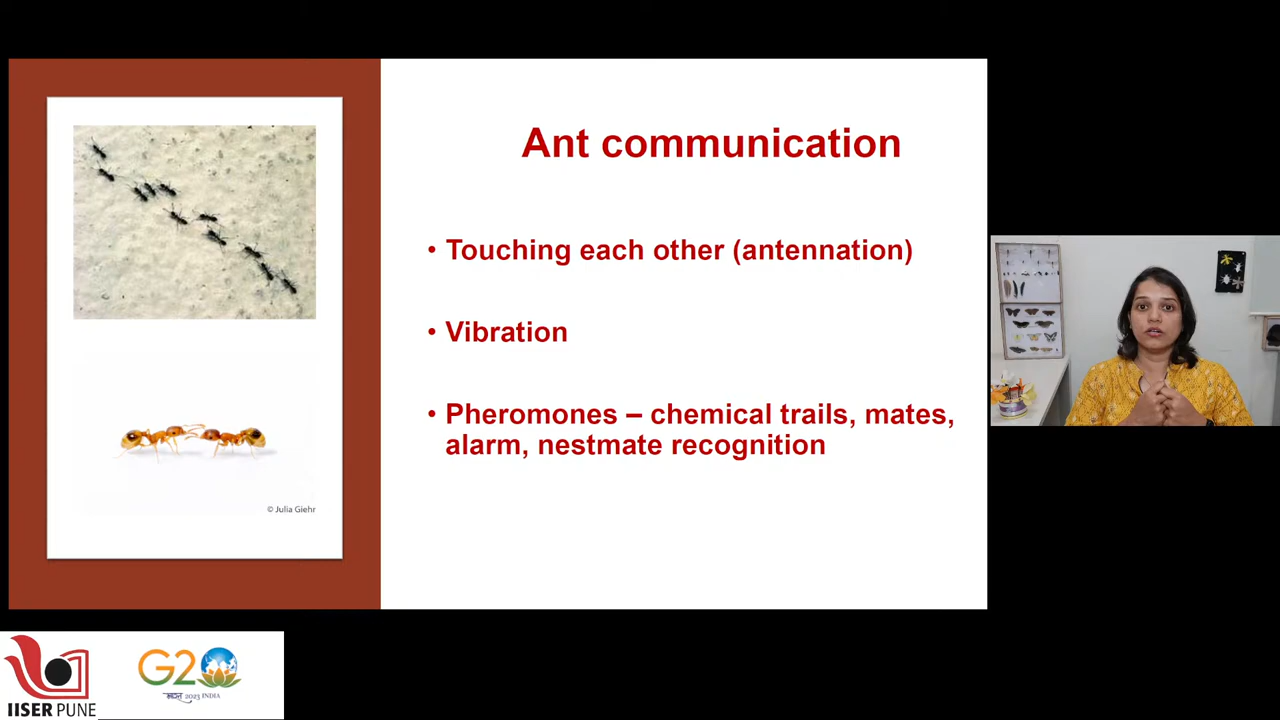 Ant communication
• Touching each other (antennation)
• Vibration
• Pheromones – chemical trails, mates,
alarm, nestmate recognition
© Julia Giehr
IISER PUNE
G20
भारत 2023 INDIA